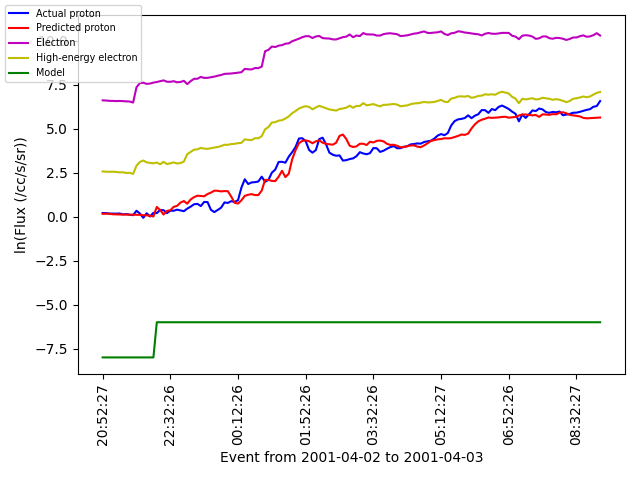 Actual proton
Predicted proton
Electron
High-energy electron
Model
7.5
5.0
2.5
0.0
−2.5
−5.0
−7.5
ln(Flux (/cc/s/sr))
20:52:27
22:32:26
00:12:26
01:52:26
03:32:26
05:12:27
06:52:26
08:32:27
Event from 2001-04-02 to 2001-04-03